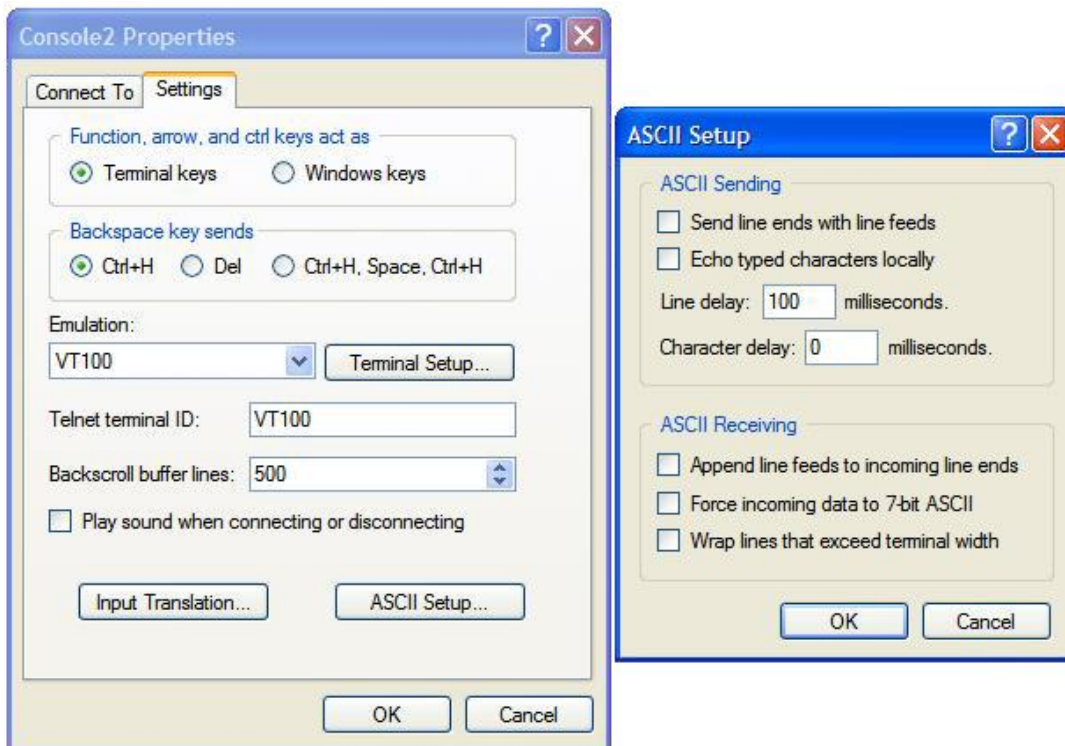 Console2 Properties
Connect To Settings
Function, arrow, and ctrl keys act as
Terminal keys Windows keys
Backspace key sends
Ctrl+H Del Ctrl+H, Space, Ctrl+H
Emulation:
VT100 Terminal Setup...
Telnet terminal ID: VT100
Backscroll buffer lines: 500
Play sound when connecting or disconnecting
Input Translation... ASCII Setup...
OK Cancel
ASCII Setup
ASCII Sending
Send line ends with line feeds
Echo typed characters locally
Line delay: 100 milliseconds.
Character delay: 0 milliseconds.
ASCII Receiving
Append line feeds to incoming line ends
Force incoming data to 7-bit ASCII
Wrap lines that exceed terminal width
OK Cancel